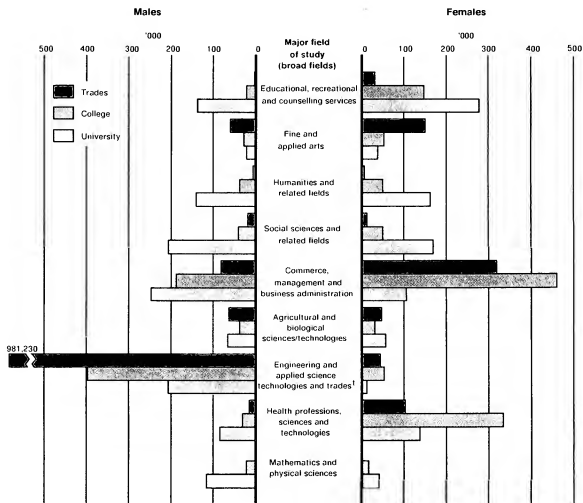 Males
Females
'000
Major field
of study
(broad fields)
'000
500
400
300
200
100
0
0
100
200
300
400
500
Trades
College
University
Educational, recreational
and counselling services
Fine and
applied arts
Humanities and
related fields
Social sciences and
related fields
Commerce,
management and
business administration
Agricultural and
biological
sciences/technologies
981,230
Engineering and
applied science
technologies and trades¹
Health professions,
sciences and
technologies
Mathematics and
physical sciences